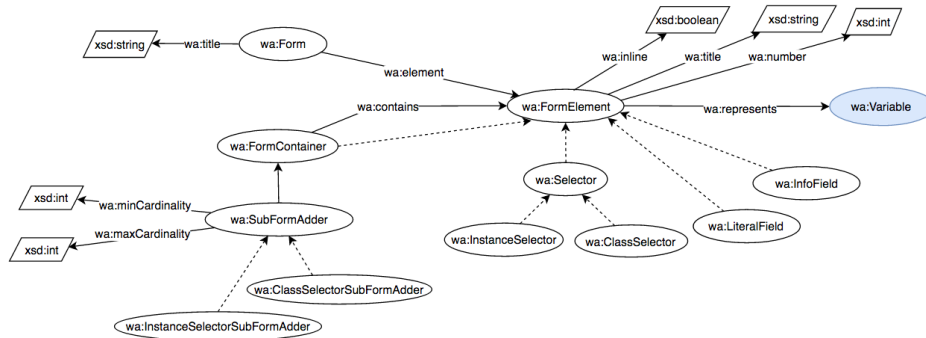 xsd:boolean
xsd:string
xsd:int
xsd:string
wa:title
wa:Form
wa:inline
wa:title
wa:number
wa:element
wa:contains
wa:FormElement
wa:represents
wa:Variable
wa:FormContainer
wa:Selector
wa:InfoField
xsd:int
wa:minCardinality
wa:SubFormAdder
wa:LiteralField
wa:maxCardinality
wa:InstanceSelector
wa:ClassSelector
xsd:int
wa:ClassSelectorSubFormAdder
wa:InstanceSelectorSubFormAdder